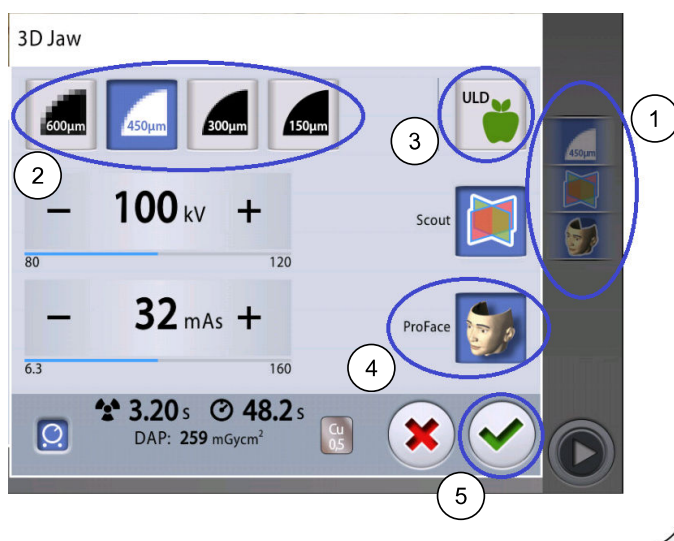 3D Jaw
1
600µm
450µm
300µm
150µm
ULD
3
450µm
2
− 100 kV +
80
120
Scout
− 32 mAs +
6.3
160
ProFace
4
3.20 s
48.2 s
DAP: 259 mGycm²
Cu
0,5
5